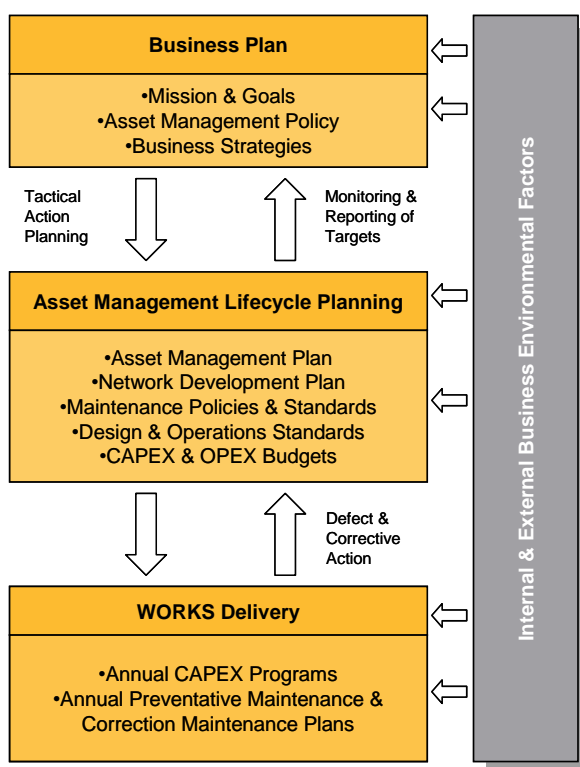 Business Plan
•Mission & Goals
•Asset Management Policy
•Business Strategies
Tactical
Action
Planning
Monitoring &
Reporting of
Targets
Asset Management Lifecycle Planning
•Asset Management Plan
•Network Development Plan
•Maintenance Policies & Standards
•Design & Operations Standards
•CAPEX & OPEX Budgets
Defect &
Corrective
Action
WORKS Delivery
•Annual CAPEX Programs
•Annual Preventative Maintenance &
Correction Maintenance Plans
Internal & External Business Environmental Factors